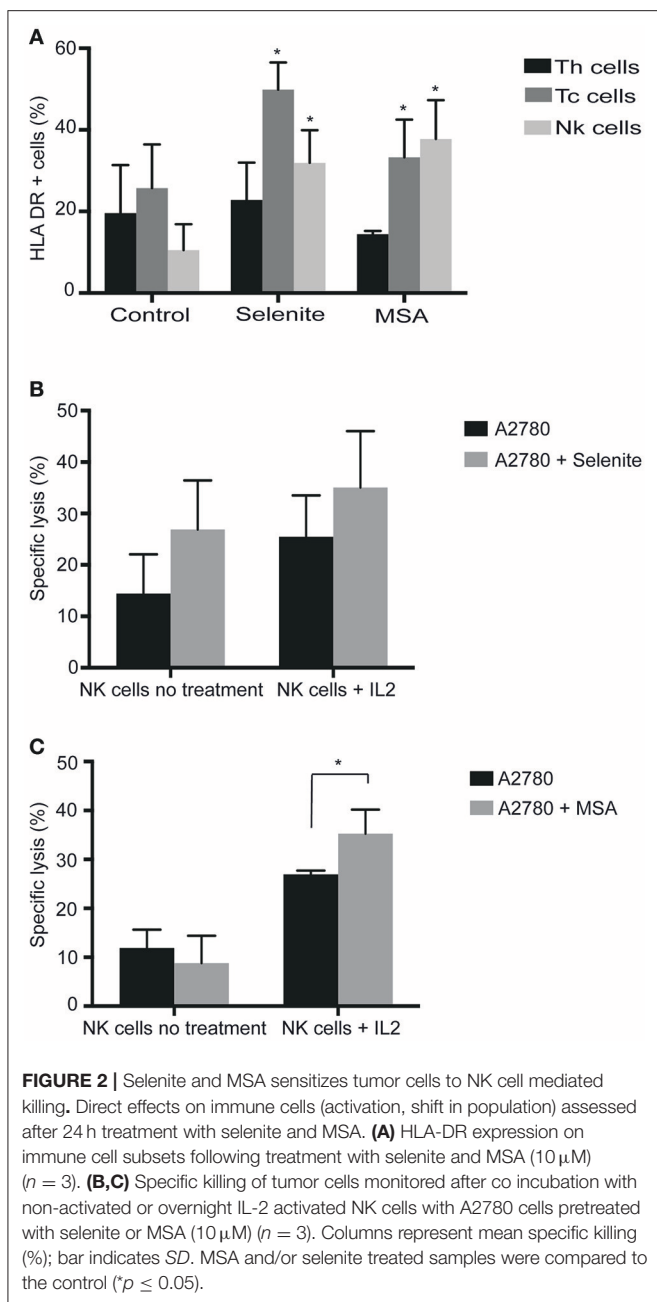 A
60
40
20
0
HLA DR + cells (%)
*
*
*
*
Th cells
Tc cells
Nk cells
Control Selenite MSA
B
50
40
30
20
10
0
Specific lysis (%)
A2780
A2780 + Selenite
NK cells no treatment NK cells + IL2
C
50
40
30
20
10
0
Specific lysis (%)
*
A2780
A2780 + MSA
NK cells no treatment NK cells + IL2
FIGURE 2 | Selenite and MSA sensitizes tumor cells to NK cell mediated
killing. Direct effects on immune cells (activation, shift in population) assessed
after 24 h treatment with selenite and MSA. (A) HLA-DR expression on
immune cell subsets following treatment with selenite and MSA (10 μM)
(n = 3). (B,C) Specific killing of tumor cells monitored after co incubation with
non-activated or overnight IL-2 activated NK cells with A2780 cells pretreated
with selenite or MSA (10 μM) (n = 3). Columns represent mean specific killing
(%); bar indicates SD. MSA and/or selenite treated samples were compared to
the control (*p ≤ 0.05).